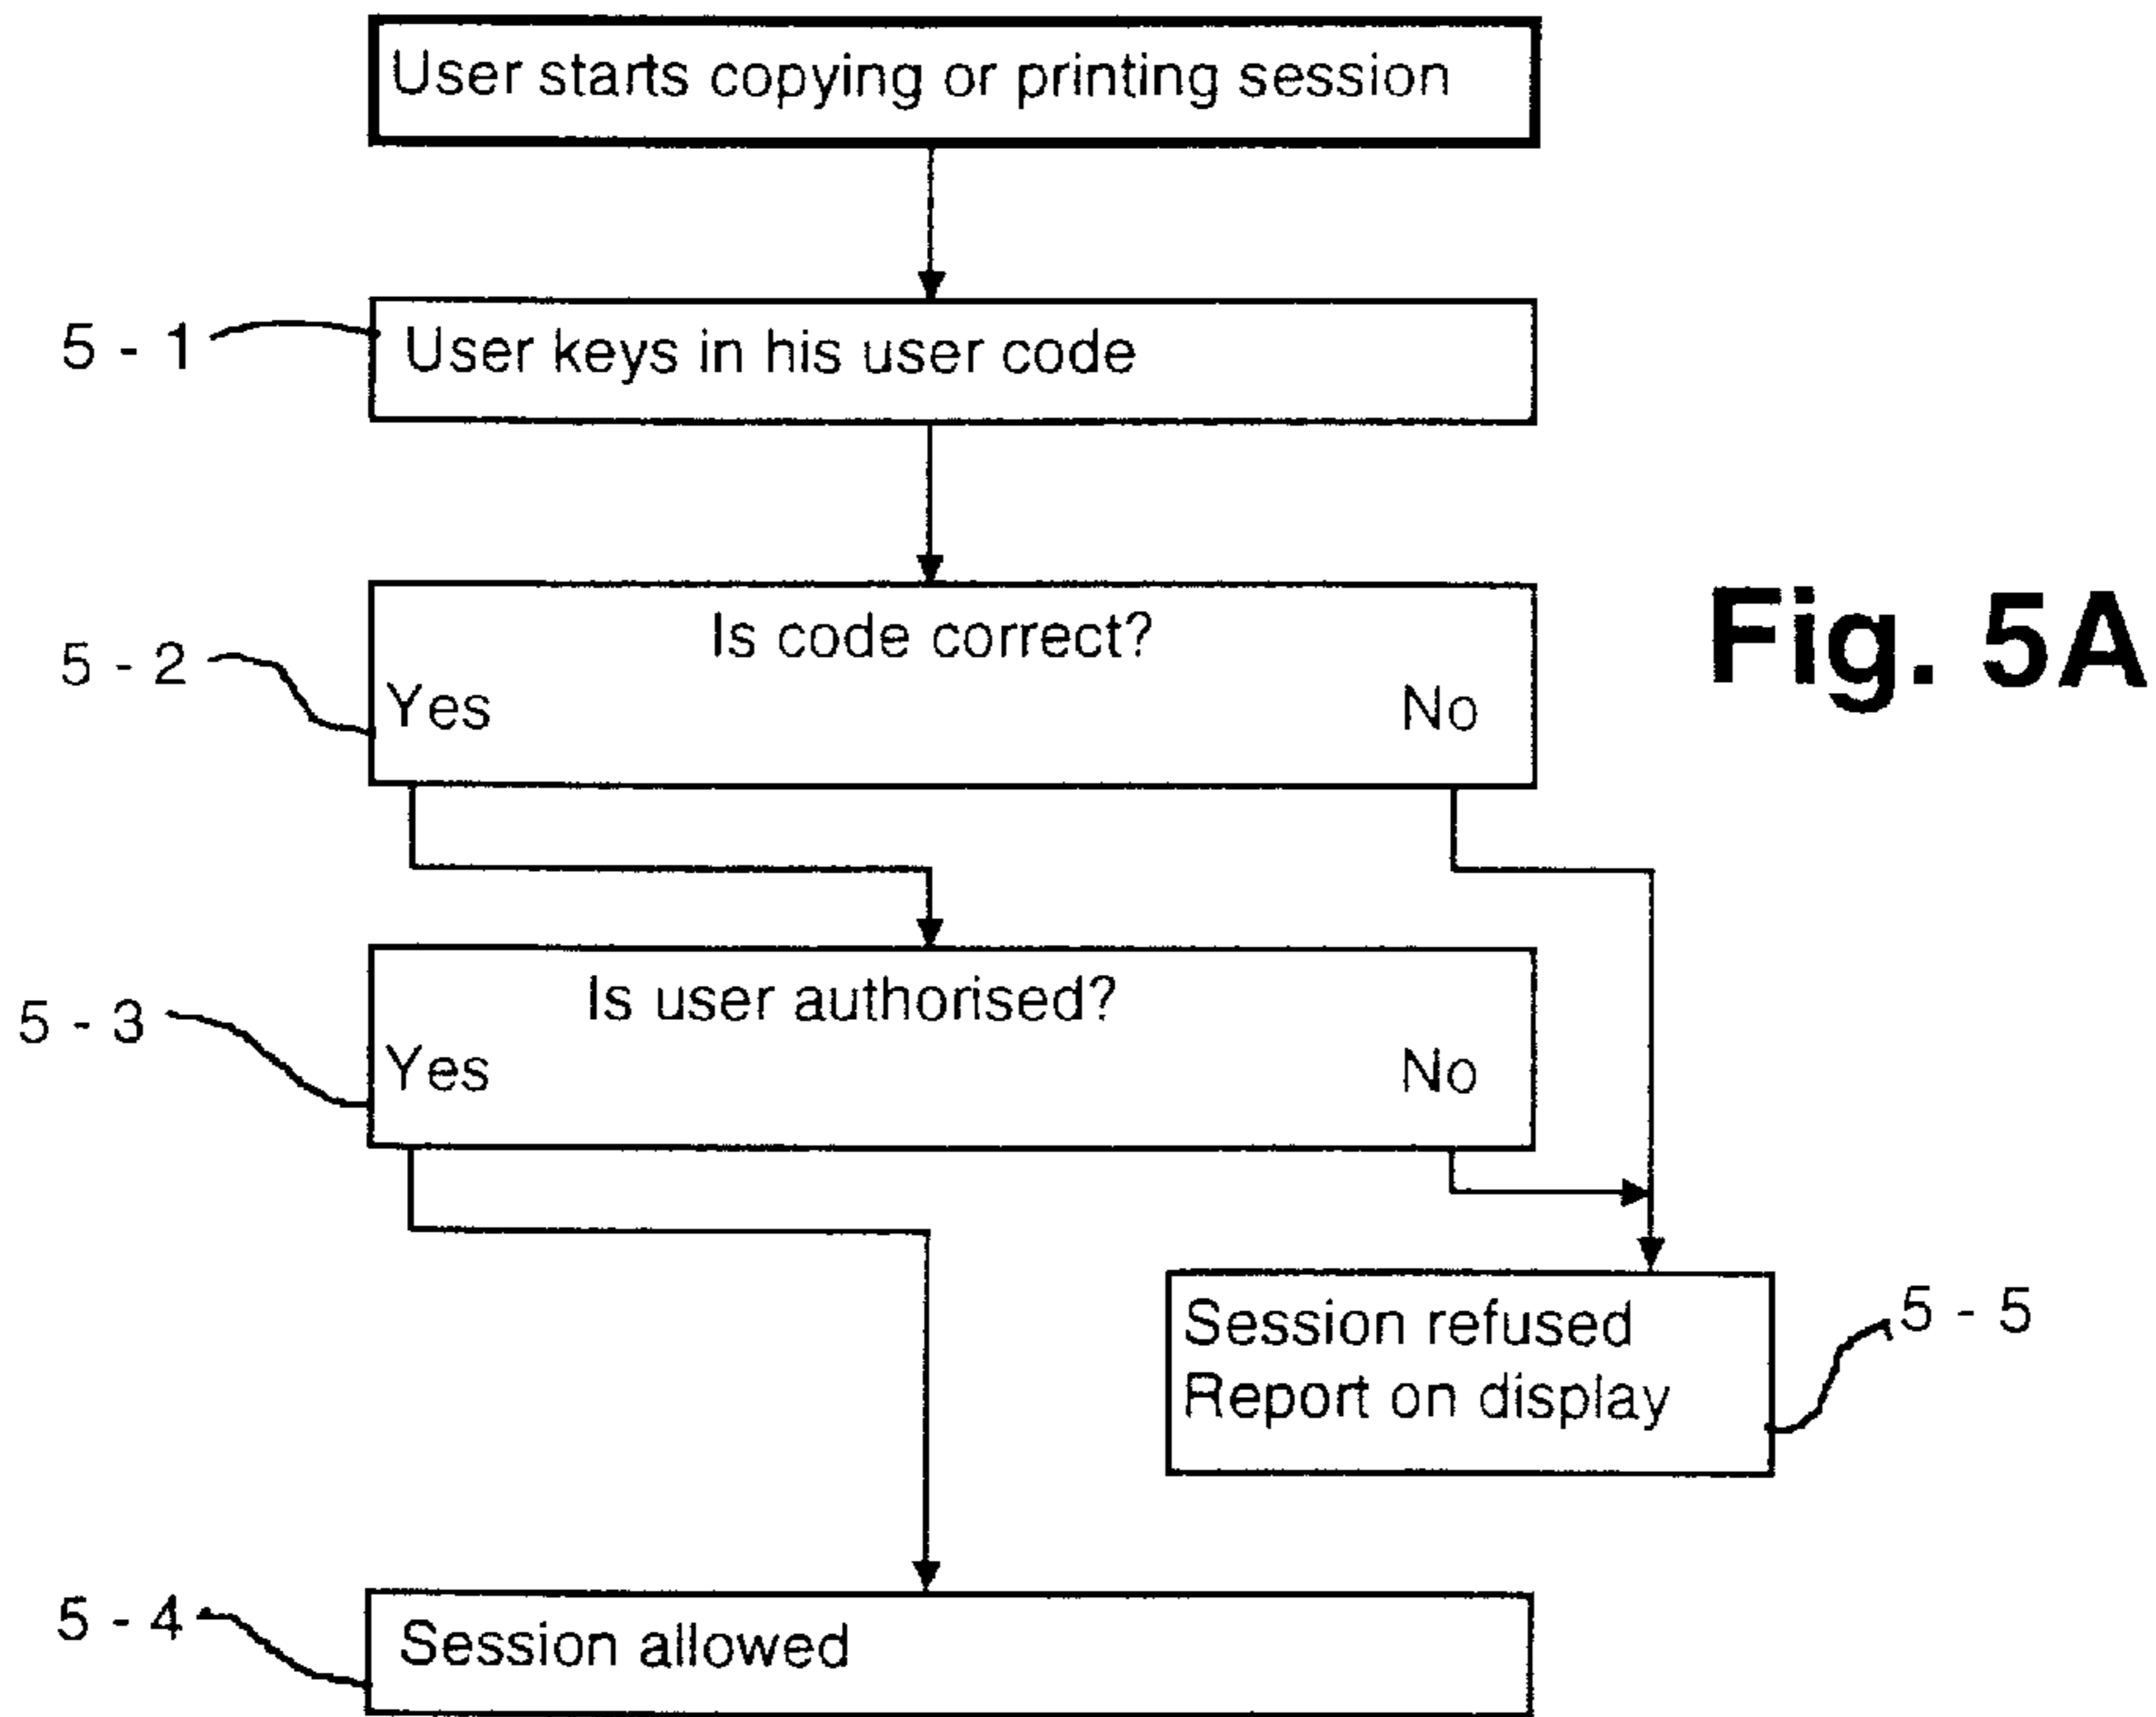 User starts copying or printing session
5 - 1
User keys in his user code
Is code correct?
5 - 2
Yes
No
Fig. 5A
Is user authorised?
5 - 3
Yes
No
Session refused
Report on display
5 - 5
5 - 4
Session allowed